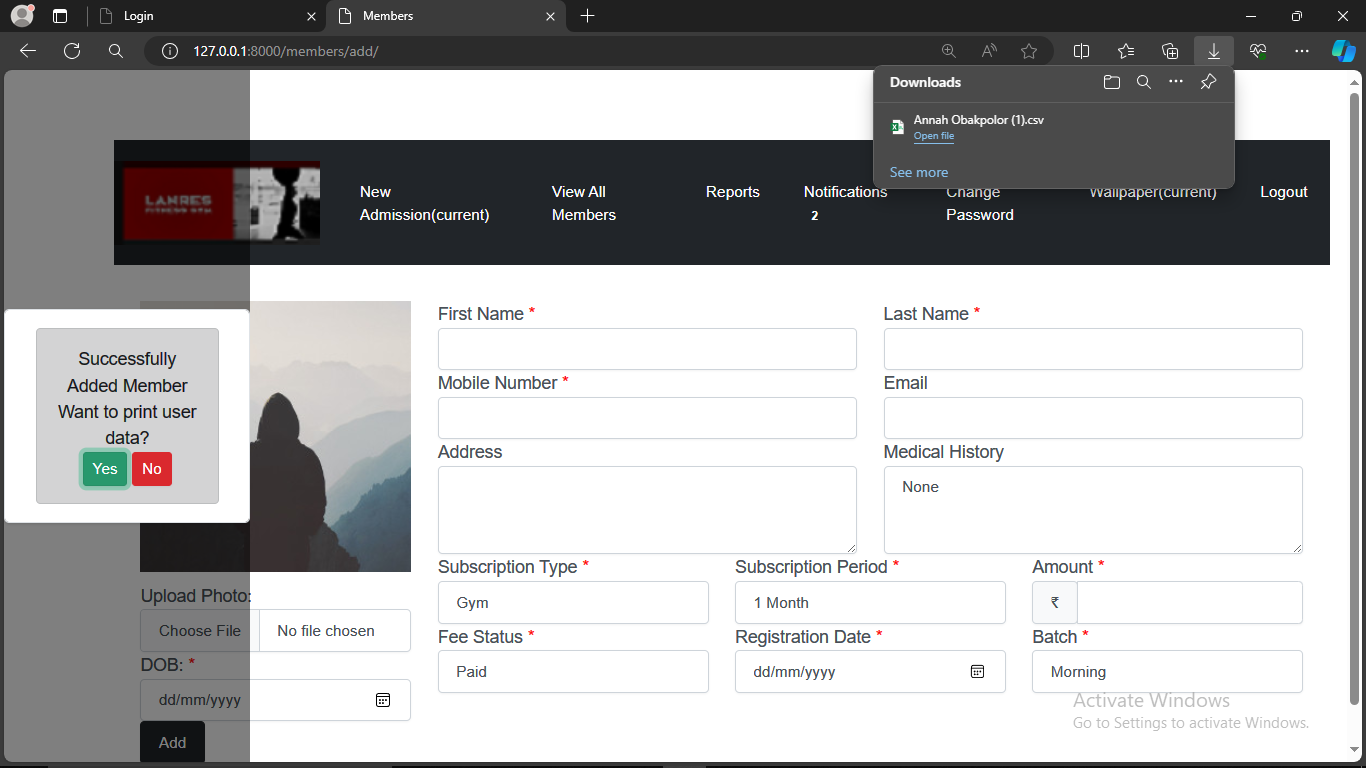 Login
Members
127.0.0.1:8000/members/add/
Downloads
Annah Obakpolor (1).csv
Open file
See more
LANRES
FITNESS GYM
New
Admission(current)
View All
Members
Reports
Notifications
2
Change
Password
Wallpaper(current)
Logout
Successfully
Added Member
Want to print user
data?
Yes
No
First Name *
Last Name *
Mobile Number *
Email
Address
Medical History
None
Subscription Type *
Subscription Period *
Amount *
Gym
1 Month
₹
Upload Photo:
Choose File
No file chosen
Fee Status *
Registration Date *
Batch *
Paid
dd/mm/yyyy
Morning
DOB: *
dd/mm/yyyy
Add
Activate Windows
Go to Settings to activate Windows.